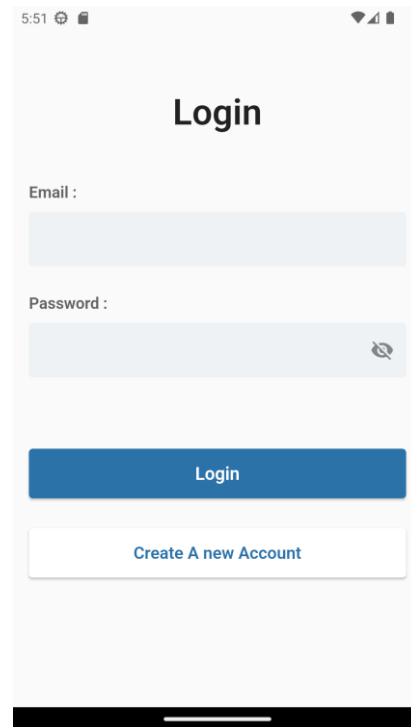 5:51
Login
Email :
Password :
Login
Create A new Account